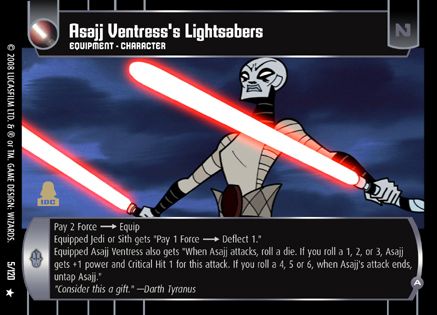 Asajj Ventress's Lightsabers
EQUIPMENT • CHARACTER
N
© 2008 LUCASFILM LTD. & ® or TM. GAME DESIGN: WIZARDS.
5/120 ★
IDC
Pay 2 Force → Equip
Equipped Jedi or Sith gets "Pay 1 Force → Deflect 1."
Equipped Asajj Ventress also gets "When Asajj attacks, roll a die. If you roll a 1, 2, or 3, Asajj
gets +1 power and Critical Hit 1 for this attack. If you roll a 4, 5 or 6, when Asajj's attack ends,
untap Asajj."
"Consider this a gift." —Darth Tyranus
A